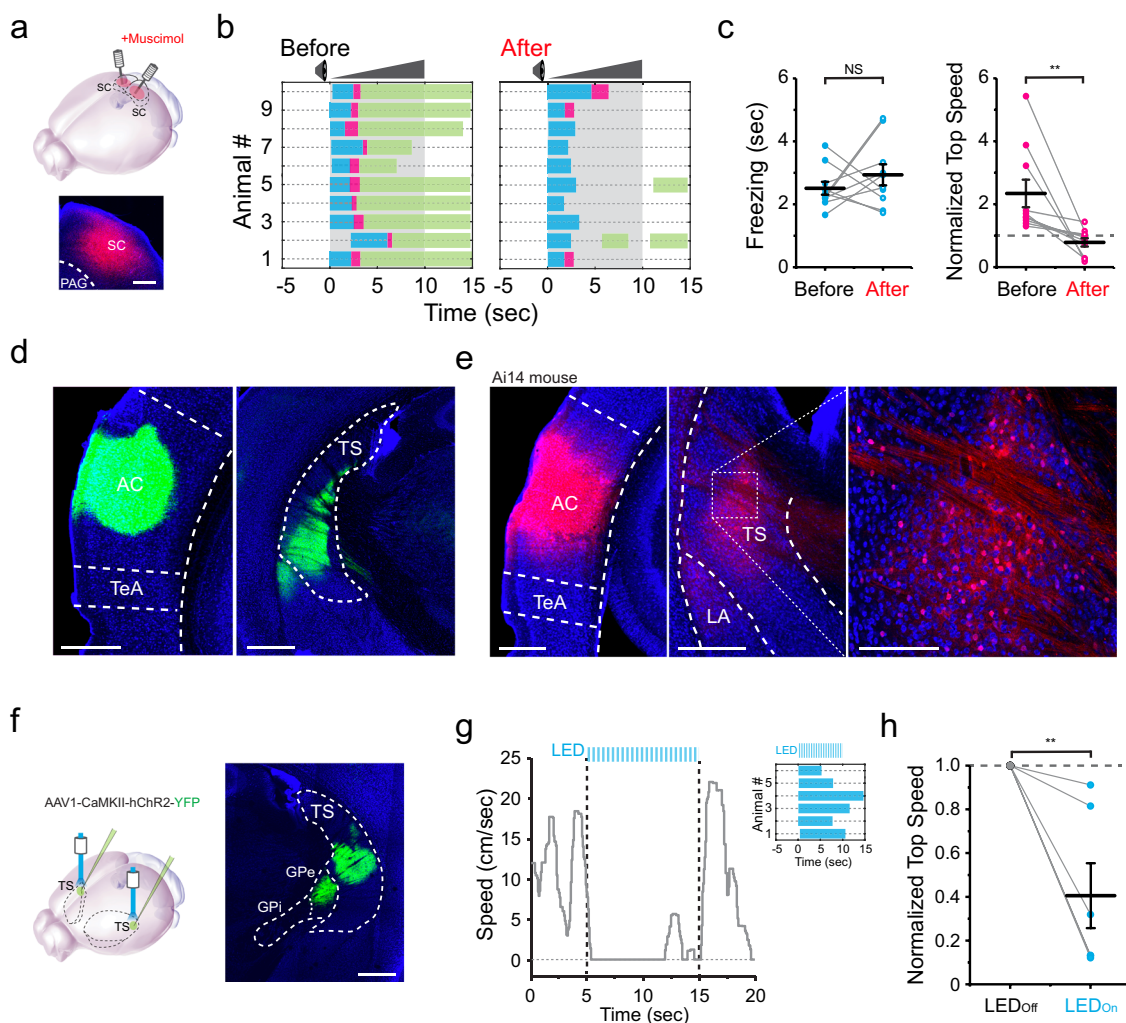 a
+Muscimol
SC
SC
SC
PAG
b
Before
After
Animal #
9
7
5
3
1
-5 0 5 10 15
-5 0 5 10 15
Time (sec)
c
NS
Freezing (sec)
6
4
2
0
Before After
**
Normalized Top Speed
6
4
2
0
Before After
d
AC
TeA
TS
e
Ai14 mouse
AC
TeA
TS
LA
f
AAV1-CaMKII-hChR2-YFP
TS
TS
TS
GPe
GPi
g
LED
Speed (cm/sec)
25
20
15
10
5
0
0 5 10 15 20
Time (sec)
LED
Animal #
5
3
1
-5 0 5 10 15
Time (sec)
h
**
Normalized Top Speed
1.0
0.8
0.6
0.4
0.2
0.0
LEDOff LEDOn